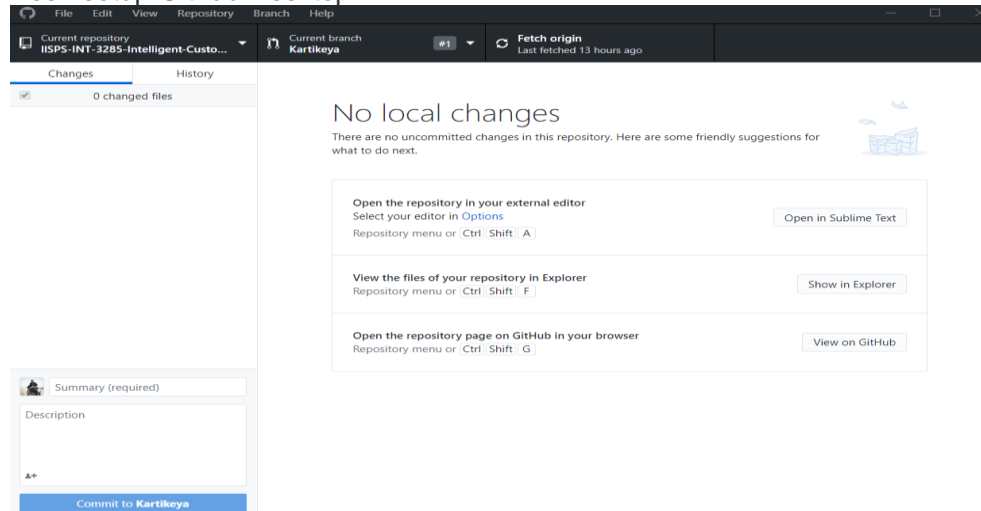 File Edit View Repository Branch Help
Current repository
IISPS-INT-3285-Intelligent-Custo...
Current branch
Kartikeya
#1
Fetch origin
Last fetched 13 hours ago
Changes History
0 changed files
No local changes
There are no uncommitted changes in this repository. Here are some friendly suggestions for
what to do next.
Open the repository in your external editor
Select your editor in Options
Repository menu or Ctrl Shift A
Open in Sublime Text
View the files of your repository in Explorer
Repository menu or Ctrl Shift F
Show in Explorer
Open the repository page on GitHub in your browser
Repository menu or Ctrl Shift G
View on GitHub
Summary (required)
Description
Commit to Kartikeya